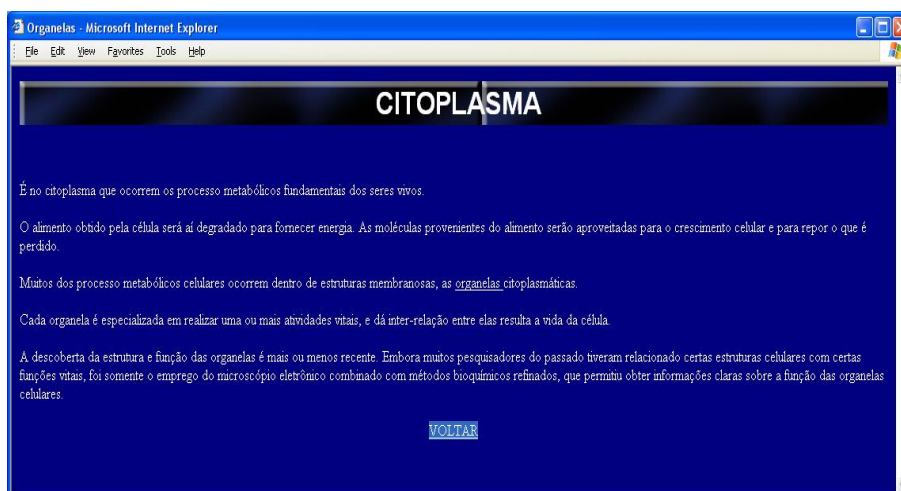 Organelas - Microsoft Internet Explorer
File Edit View Favorites Tools Help
CITOPLASMA
É no citoplasma que ocorrem os processo metabólicos fundamentais dos seres vivos.
O alimento obtido pela célula será aí degradado para fornecer energia. As moléculas provenientes do alimento serão aproveitadas para o crescimento celular e para repor o que é
perdido.
Muitos dos processo metabólicos celulares ocorrem dentro de estruturas membranosas, as organelas citoplasmáticas.
Cada organela é especializada em realizar uma ou mais atividades vitais, e dá inter-relação entre elas resulta a vida da célula.
A descoberta da estrutura e função das organelas é mais ou menos recente. Embora muitos pesquisadores do passado tiveram relacionado certas estruturas celulares com certas
funções vitais, foi somente o emprego do microscópio eletrônico combinado com métodos bioquímicos refinados, que permitiu obter informações claras sobre a função das organelas
celulares.
VOLTAR